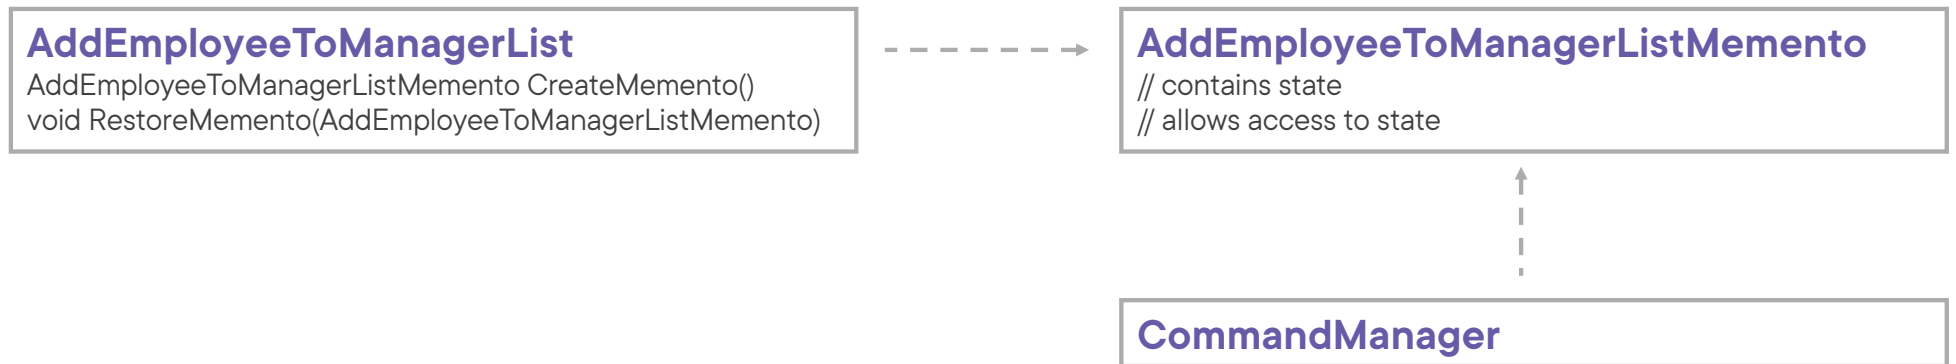 AddEmployeeToManagerList
AddEmployeeToManagerListMemento CreateMemento()
void RestoreMemento(AddEmployeeToManagerListMemento)
AddEmployeeToManagerListMemento
// contains state
// allows access to state
CommandManager